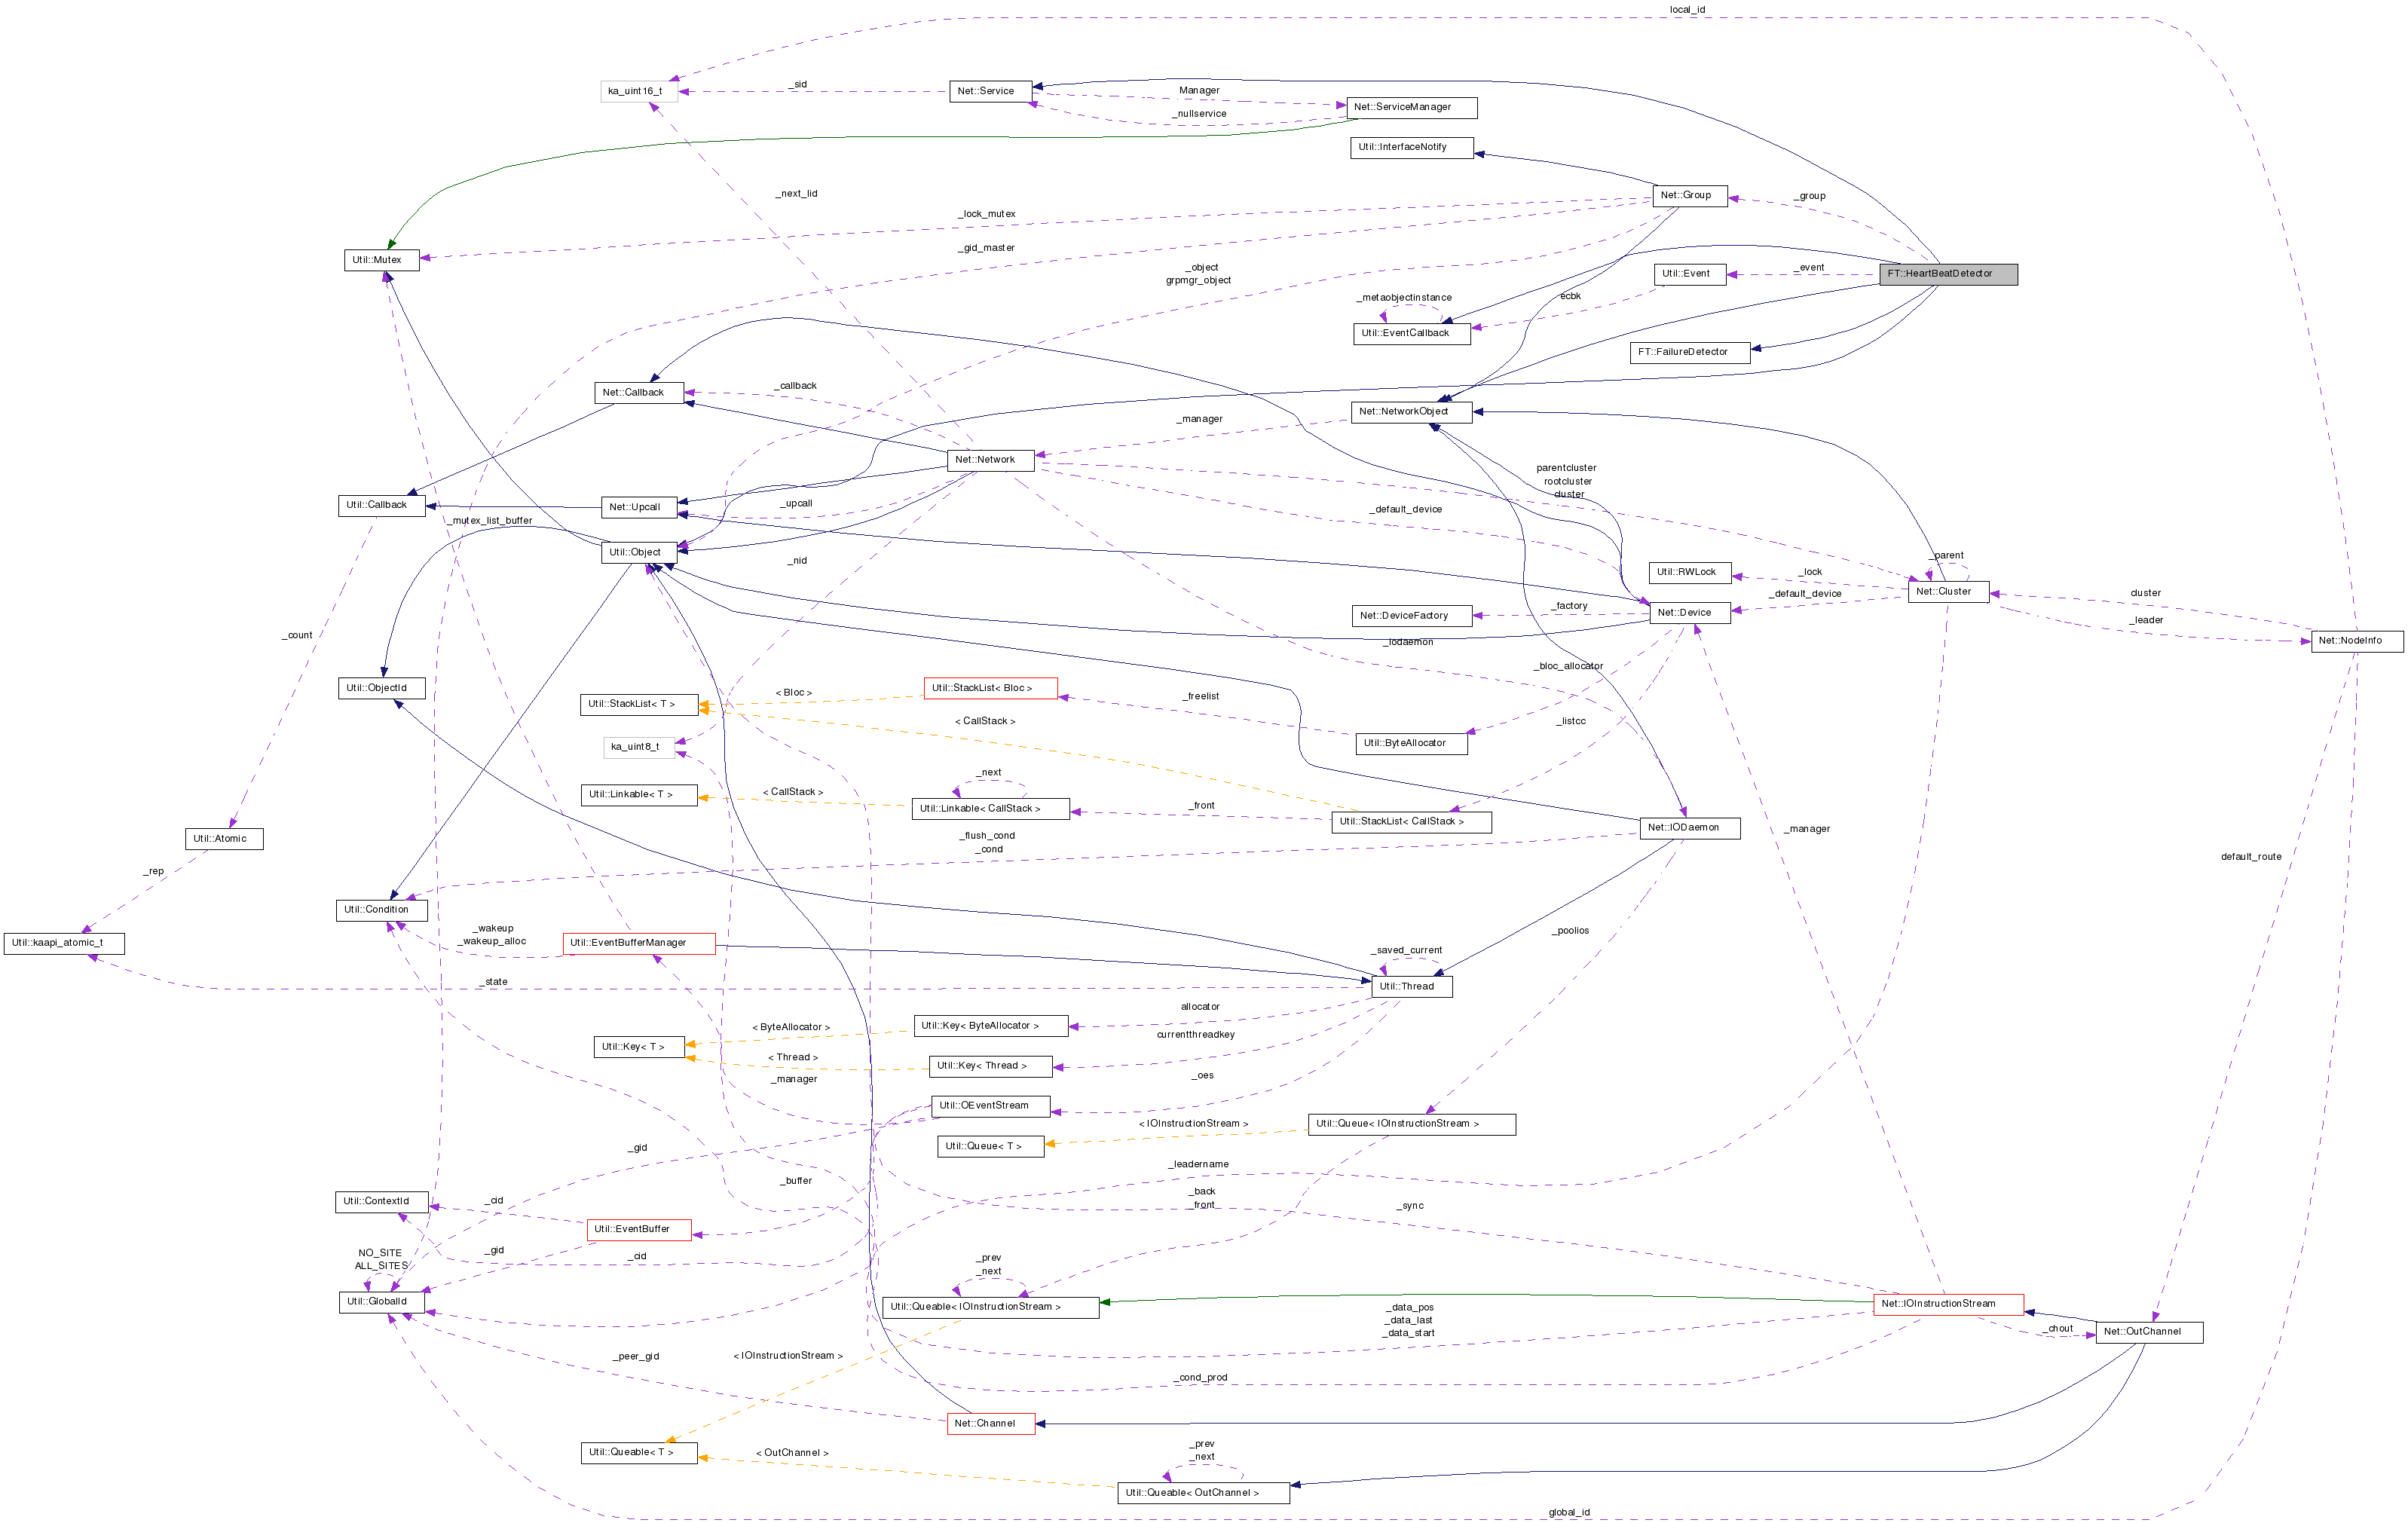 local_id
ka_uint16_t
_sid
Net::Service
Manager
_nullservice
Net::ServiceManager
Util::InterfaceNotify
_next_lid
Net::Group
_group
_lock_mutex
_gid_master
Util::Mutex
_object
grpmgr_object
Util::Event
_event
FT::HeartBeatDetector
ecbk
_metaobjectinstance
Util::EventCallback
FT::FailureDetector
Net::Callback
_callback
Net::NetworkObject
_manager
Net::Network
parentcluster
rootcluster
cluster
Util::Callback
Net::Upcall
_upcall
_default_device
_mutex_list_buffer
Util::Object
_nid
_parent
Util::RWLock
_lock
Net::Cluster
_default_device
cluster
_leader
Net::NodeInfo
Net::DeviceFactory
_factory
Net::Device
_count
_iodaemon
_bloc_allocator
Util::ObjectId
Util::StackList< T >
< Bloc >
Util::StackList< Bloc >
_freelist
< CallStack >
_listcc
ka_uint8_t
Util::ByteAllocator
_next
Util::Linkable< T >
< CallStack >
Util::Linkable< CallStack >
_front
Util::StackList< CallStack >
_manager
Util::Atomic
_flush_cond
_cond
Net::IODaemon
default_route
_rep
Util::Condition
_wakeup
_wakeup_alloc
Util::kaapi_atomic_t
Util::EventBufferManager
_poolios
_saved_current
_state
Util::Thread
allocator
Util::Key< ByteAllocator >
< ByteAllocator >
currentthreadkey
Util::Key< T >
< Thread >
Util::Key< Thread >
_manager
_oes
Util::OEventStream
< IOInstructionStream >
Util::Queue< IOInstructionStream >
Util::Queue< T >
_gid
_leadername
_buffer
_back
_front
_sync
Util::ContextId
_cid
Util::EventBuffer
_gid
_cid
NO_SITE
ALL_SITES
_prev
_next
Util::GlobalId
Util::Queable< IOInstructionStream >
_data_pos
_data_last
_data_start
Net::IOInstructionStream
_chout
Net::OutChannel
_peer_gid
< IOInstructionStream >
_cond_prod
Net::Channel
Util::Queable< T >
< OutChannel >
_prev
_next
Util::Queable< OutChannel >
global_id